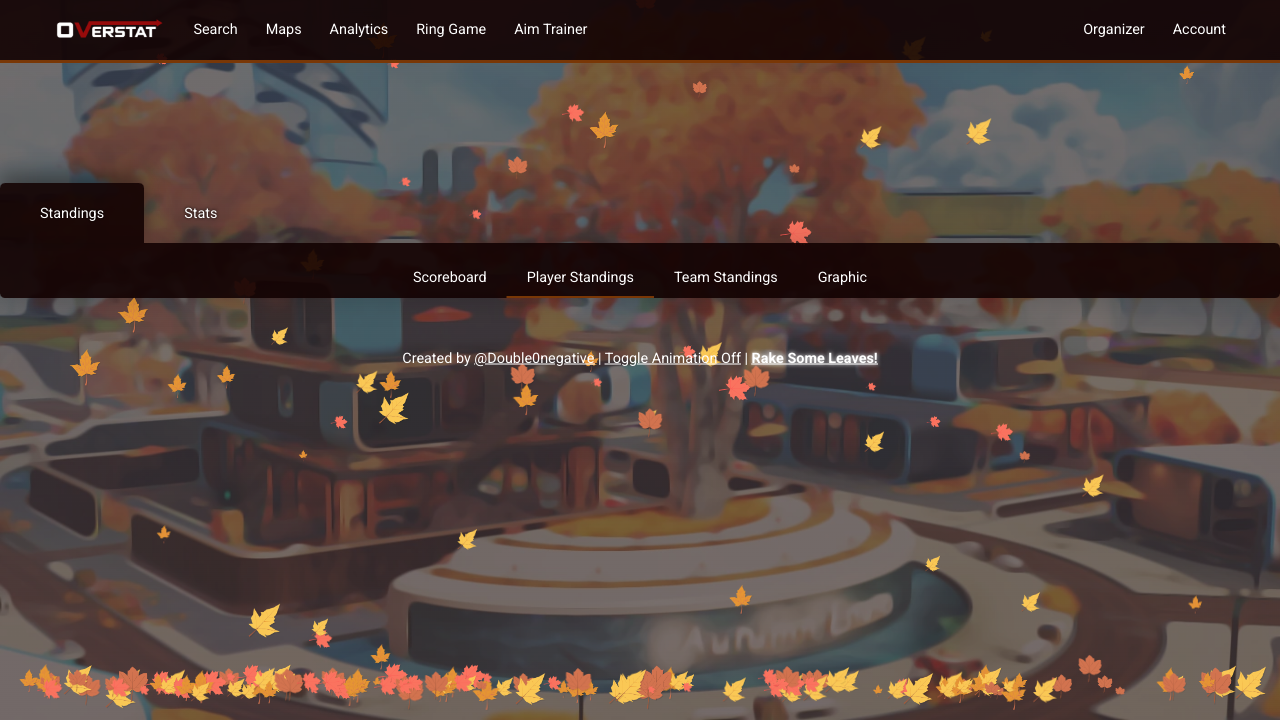 OVERSTAT Search Maps Analytics Ring Game Aim Trainer Organizer Account
Standings Stats
Scoreboard Player Standings Team Standings Graphic
Created by @Double0negative | Toggle Animation Off | Rake Some Leaves!